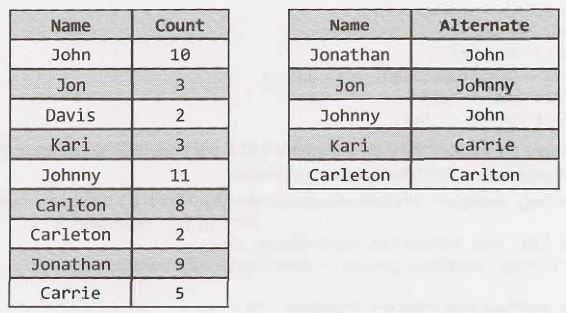 Name Count
John 10
Jon 3
Davis 2
Kari 3
Johnny 11
Carlton 8
Carleton 2
Jonathan 9
Carrie 5
Name Alternate
Jonathan John
Jon Johnny
Johnny John
Kari Carrie
Carleton Carlton